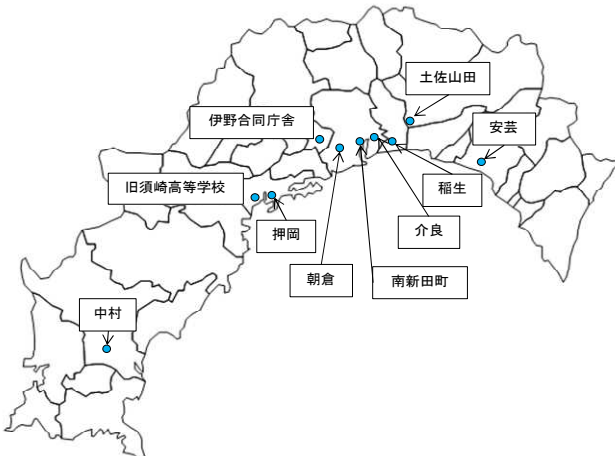 土佐山田
伊野合同庁舎
安芸
旧須崎高等学校
稲生
押岡
介良
朝倉
南新田町
中村